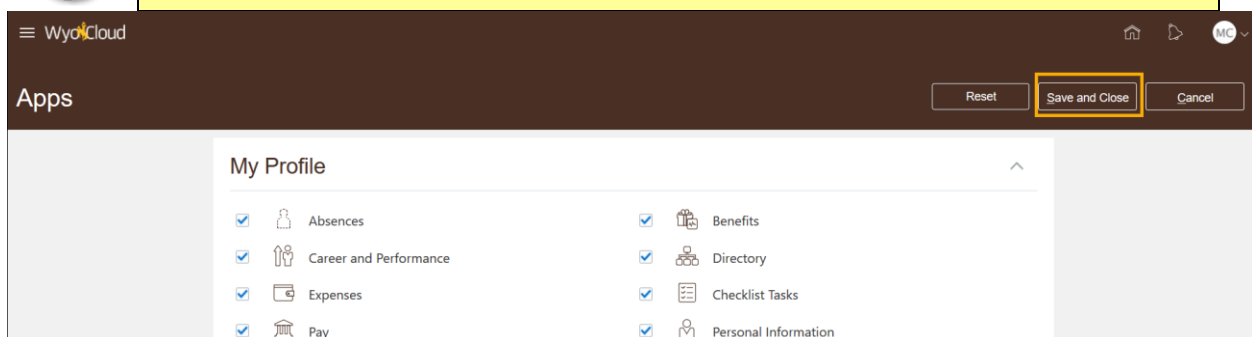 WyoCloud
MC
Apps
Reset
Save and Close
Cancel
My Profile
Absences
Benefits
Career and Performance
Directory
Expenses
Checklist Tasks
Pay
Personal Information